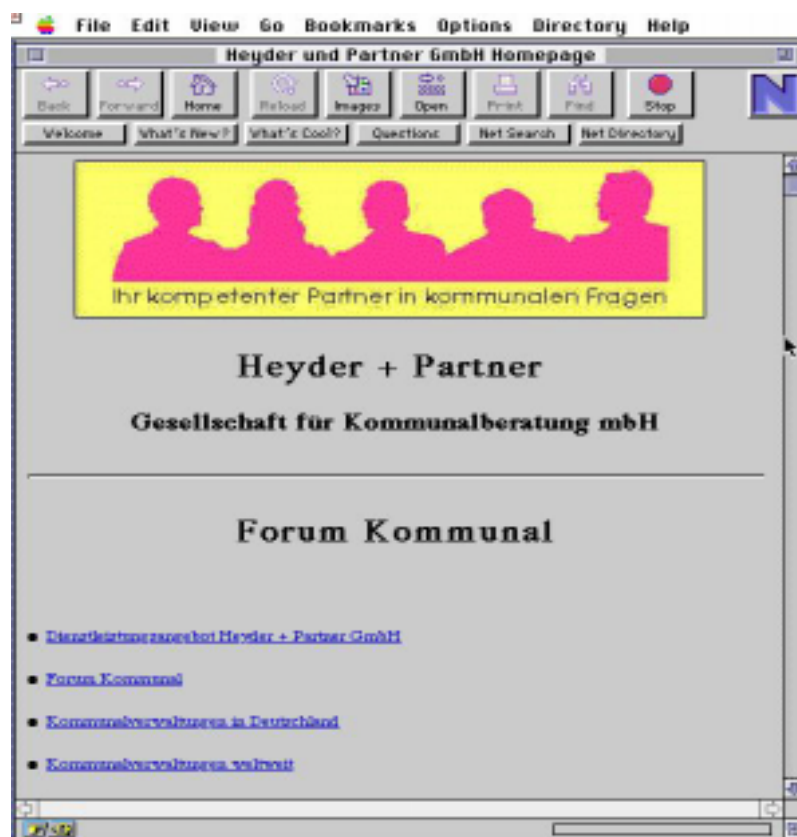 File Edit View Go Bookmarks Options Directory Help
Heyder und Partner GmbH Homepage
Back Forward Home Reload Images Open Print Find Stop
N
Welcome What's New? What's Cool? Questions Net Search Net Directory
Ihr kompetenter Partner in kommunalen Fragen
Heyder + Partner
Gesellschaft für Kommunalberatung mbH
Forum Kommunal
Dienstleistungsangebot Heyder + Partner GmbH
Forum Kommunal
Kommunalverwaltungen in Deutschland
Kommunalverwaltungen weltweit